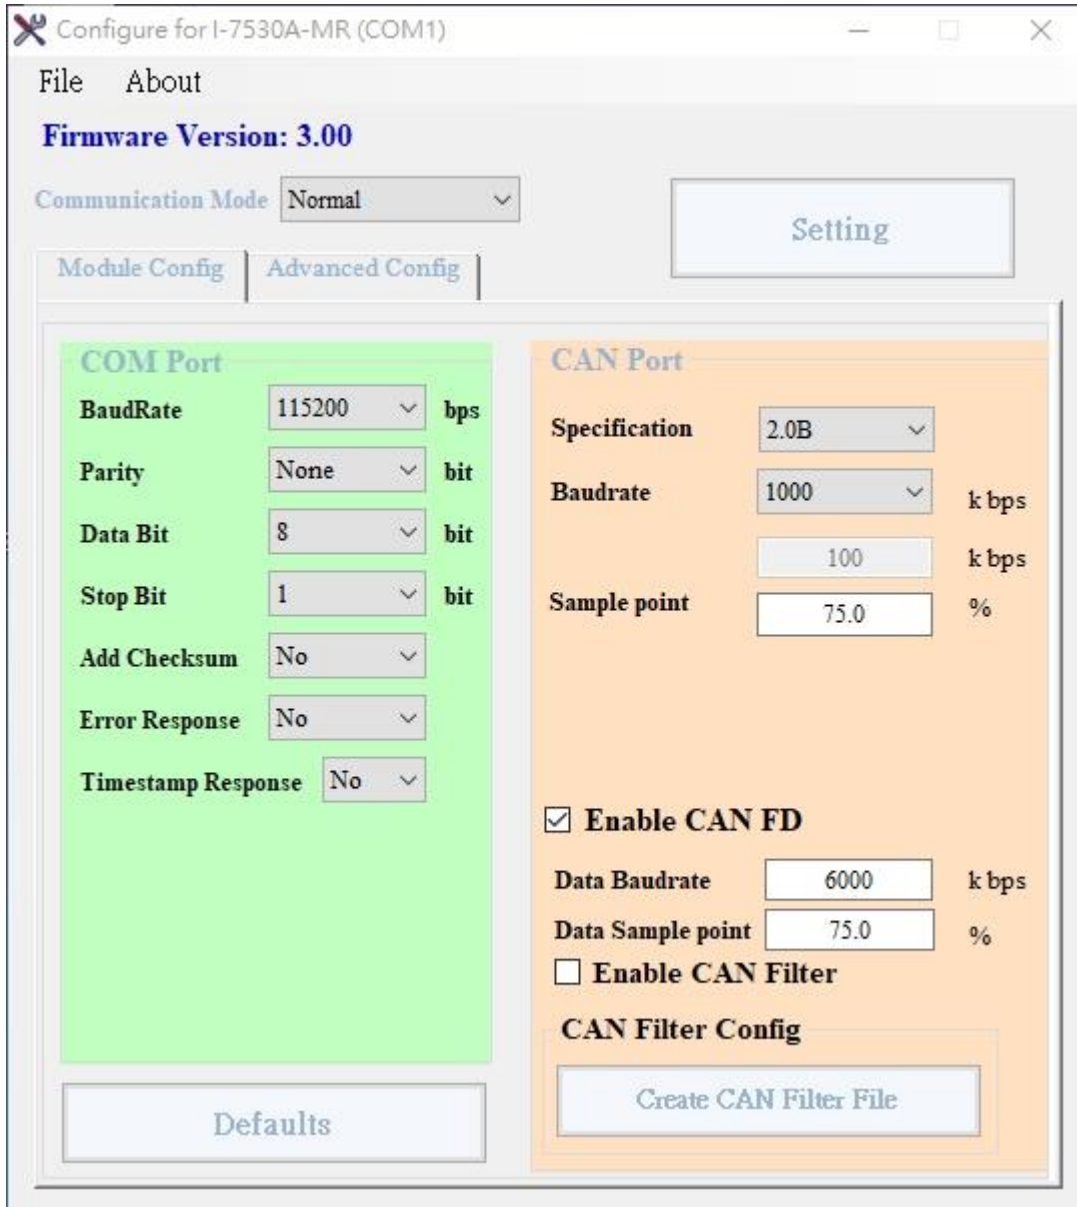 Configure for I-7530A-MR (COM1)
File About
Firmware Version: 3.00
Communication Mode Normal
Setting
Module Config Advanced Config
COM Port
BaudRate 115200 bps
Parity None bit
Data Bit 8 bit
Stop Bit 1 bit
Add Checksum No
Error Response No
Timestamp Response No
Defaults
CAN Port
Specification 2.0B
Baudrate 1000 k bps
100 k bps
Sample point 75.0 %
Enable CAN FD
Data Baudrate 6000 k bps
Data Sample point 75.0 %
Enable CAN Filter
CAN Filter Config
Create CAN Filter File